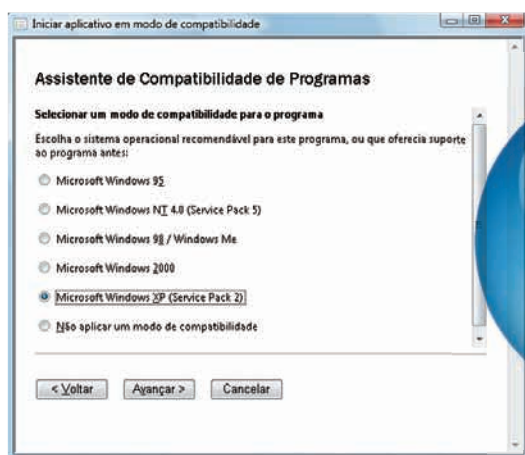 Iniciar aplicativo em modo de compatibilidade
Assistente de Compatibilidade de Programas
Selecionar um modo de compatibilidade para o programa
Escolha o sistema operacional recomendável para este programa, ou que oferecia suporte
ao programa antes:
Microsoft Windows 95
Microsoft Windows NT 4.0 (Service Pack 5)
Microsoft Windows 98 / Windows Me
Microsoft Windows 2000
Microsoft Windows XP (Service Pack 2)
Não aplicar um modo de compatibilidade
< Voltar
Avançar >
Cancelar